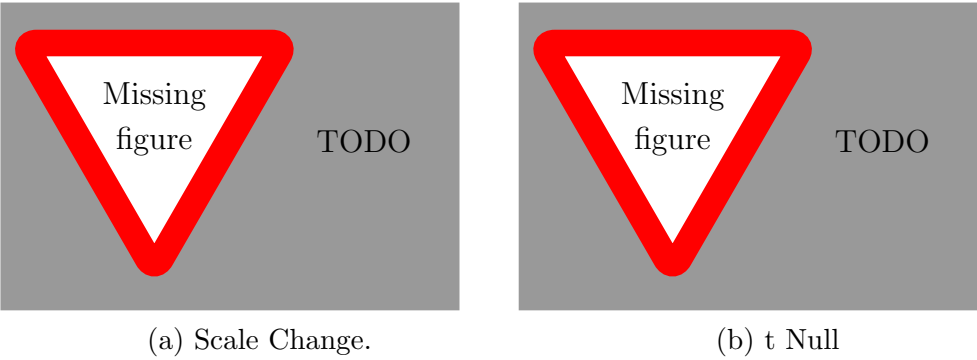 Missing
figure
TODO
Missing
figure
TODO
(a) Scale Change.
(b) t Null